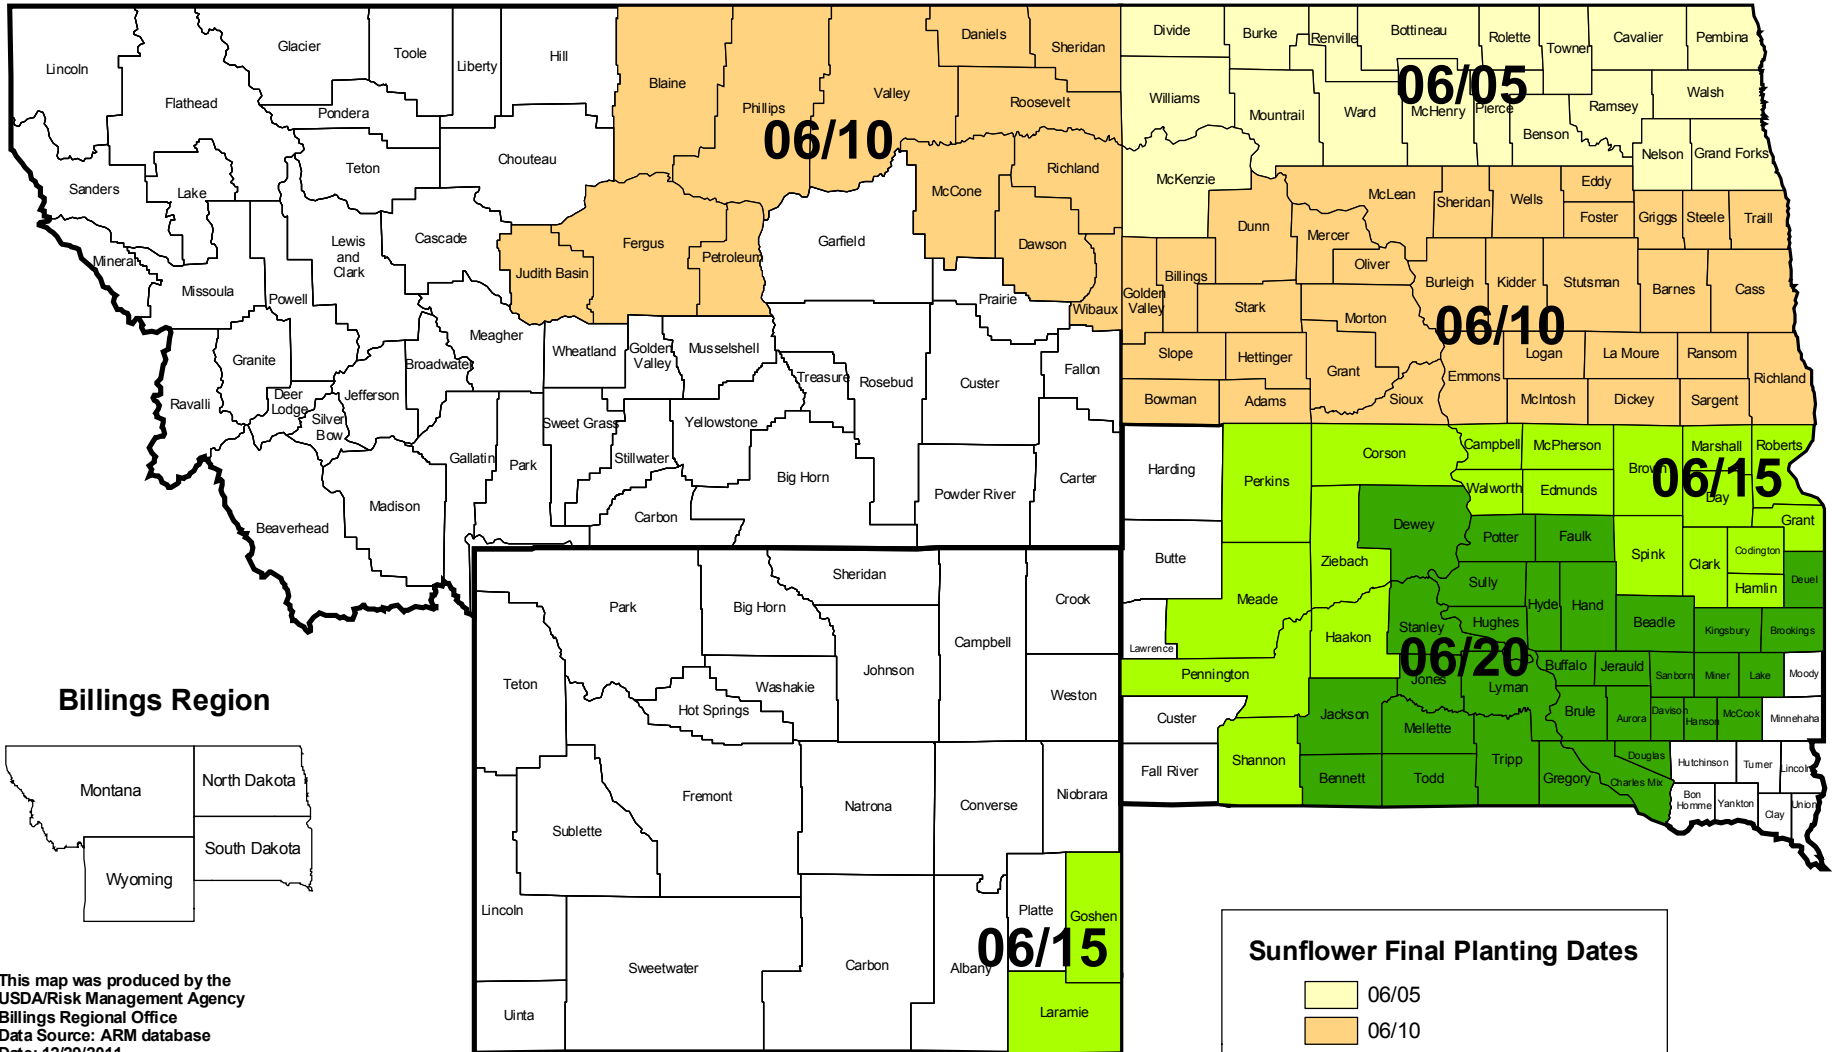 Lincoln
Flathead
Glacier
Toole
Liberty
Hill
Blaine
Phillips
Valley
Daniels
Sheridan
Roosevelt
Pondera
Teton
Chouteau
06/10
Richland
McCone
Sanders
Lake
Lewis
and
Clark
Cascade
Fergus
Judith Basin
Petroleum
Garfield
Dawson
Prairie
Wibaux
Mineral
Missoula
Powell
Meagher
Wheatland
Golden
Valley
Musselshell
Granite
Broadwater
Treasure
Rosebud
Custer
Fallon
Ravalli
Deer
Lodge
Jefferson
Silver
Bow
Sweet Grass
Yellowstone
Gallatin
Park
Stillwater
Big Horn
Powder River
Carter
Madison
Carbon
Beaverhead
Divide
Burke
Renville
Bottineau
Rolette
Towner
Cavalier
Pembina
06/05
Williams
Mountrail
Ward
McHenry
Pierce
Benson
Ramsey
Walsh
Nelson
Grand Forks
McKenzie
McLean
Sheridan
Wells
Eddy
Foster
Griggs
Steele
Traill
Dunn
Mercer
Oliver
Billings
Golden
Valley
Burleigh
Kidder
Stutsman
Barnes
Cass
Stark
Morton
06/10
Slope
Hettinger
Grant
Logan
La Moure
Ransom
Emmons
Richland
Bowman
Adams
Sioux
McIntosh
Dickey
Sargent
Harding
Perkins
Corson
Campbell
McPherson
Brown
Marshall
Roberts
06/15
Walworth
Edmunds
Day
Grant
Butte
Dewey
Potter
Faulk
Spink
Clark
Codington
Ziebach
Hamlin
Deuel
Meade
Sully
Hyde
Hand
Lawrence
Haakon
Stanley
Hughes
Beadle
Kingsbury
Brookings
06/20
Pennington
Jones
Lyman
Buffalo
Jerauld
Sanborn
Miner
Lake
Moody
Custer
Jackson
Mellette
Brule
Aurora
Davison
Hanson
McCook
Minnehaha
Fall River
Shannon
Bennett
Todd
Tripp
Gregory
Douglas
Charles Mix
Hutchinson
Turner
Lincoln
Bon
Homme
Yankton
Clay
Union
Park
Big Horn
Sheridan
Crook
Campbell
Johnson
Teton
Washakie
Hot Springs
Weston
Fremont
Natrona
Converse
Niobrara
Sublette
Lincoln
Platte
Goshen
06/15
Sweetwater
Carbon
Albany
Uinta
Laramie
Billings Region
Montana
North Dakota
South Dakota
Wyoming
This map was produced by the
USDA/Risk Management Agency
Billings Regional Office
Data Source: ARM database
Date: 12/29/2011
Sunflower Final Planting Dates
06/05
06/10